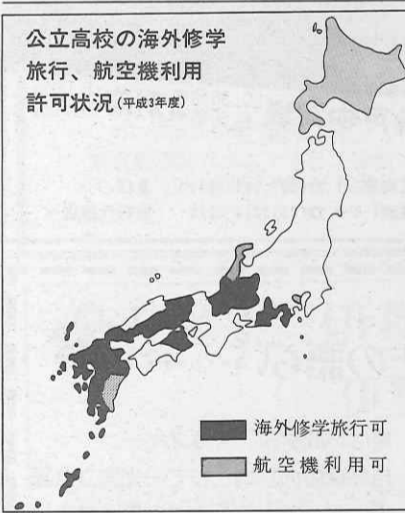 公立高校の海外修学
旅行、航空機利用
許可状況(平成3年度)
海外修学旅行可
航空機利用可